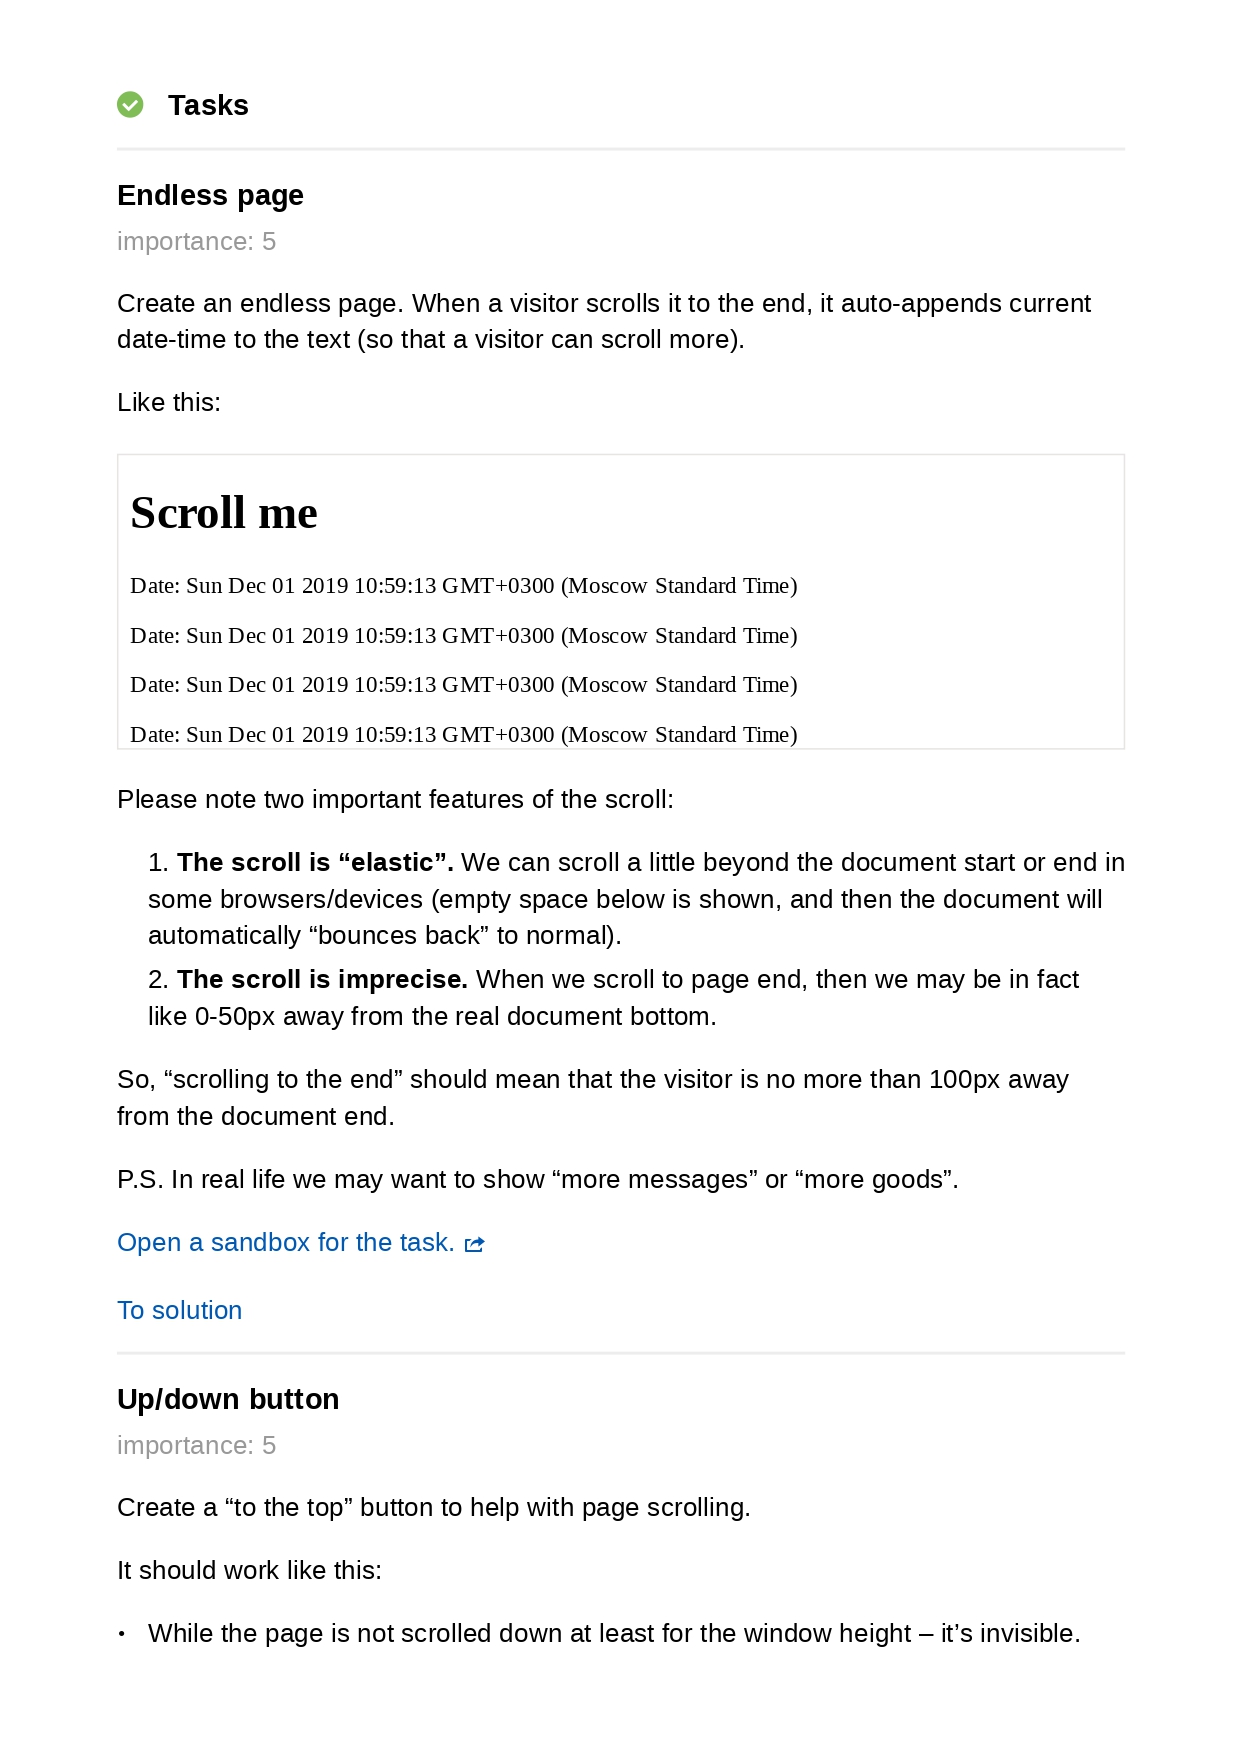 Tasks
Endless page
importance: 5
Create an endless page. When a visitor scrolls it to the end, it auto-appends current
date-time to the text (so that a visitor can scroll more).
Like this:
Scroll me
Date: Sun Dec 01 2019 10:59:13 GMT+0300 (Moscow Standard Time)
Date: Sun Dec 01 2019 10:59:13 GMT+0300 (Moscow Standard Time)
Date: Sun Dec 01 2019 10:59:13 GMT+0300 (Moscow Standard Time)
Date: Sun Dec 01 2019 10:59:13 GMT+0300 (Moscow Standard Time)
Please note two important features of the scroll:
1. The scroll is “elastic”. We can scroll a little beyond the document start or end in
some browsers/devices (empty space below is shown, and then the document will
automatically “bounces back” to normal).
2. The scroll is imprecise. When we scroll to page end, then we may be in fact
like 0-50px away from the real document bottom.
So, “scrolling to the end” should mean that the visitor is no more than 100px away
from the document end.
P.S. In real life we may want to show “more messages” or “more goods”.
Open a sandbox for the task.
To solution
Up/down button
importance: 5
Create a “to the top” button to help with page scrolling.
It should work like this:
• While the page is not scrolled down at least for the window height – it’s invisible.